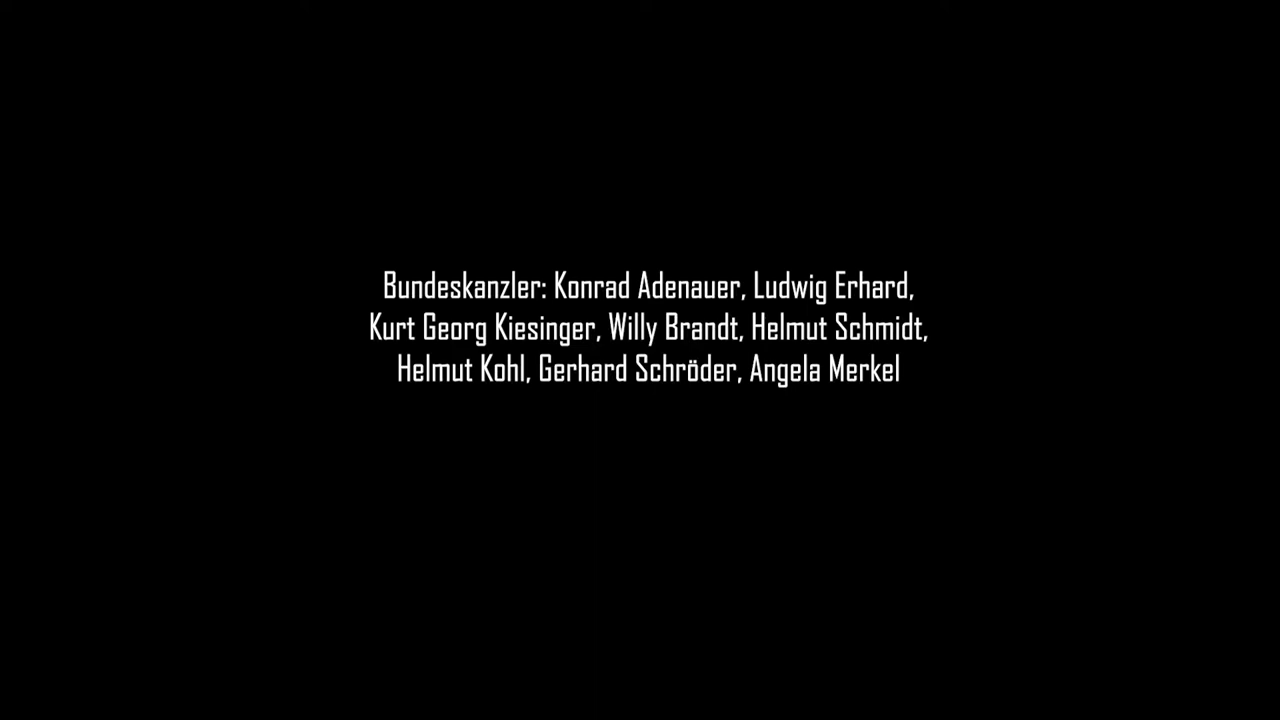 Bundeskanzler: Konrad Adenauer, Ludwig Erhard,
Kurt Georg Kiesinger, Willy Brandt, Helmut Schmidt,
Helmut Kohl, Gerhard Schröder, Angela Merkel